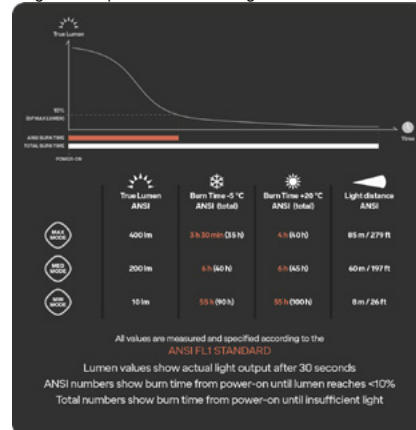 True Lumen
10%
(OF MAX LUMEN)
Time
ANSI BURN TIME
TOTAL BURN TIME
POWER-ON
True Lumen ANSI
Burn Time -5 °C ANSI (total)
Burn Time +20 °C ANSI (total)
Light distance ANSI
MAX MODE 400 lm 3 h 30 min (35 h) 4 h (40 h) 85 m / 279 ft
MED MODE 200 lm 6 h (40 h) 6 h (45 h) 60 m / 197 ft
MIN MODE 10 lm 55 h (90 h) 55 h (100 h) 8 m / 26 ft
All values are measured and specified according to the
ANSI FL1 STANDARD
Lumen values show actual light output after 30 seconds
ANSI numbers show burn time from power-on until lumen reaches <10%
Total numbers show burn time from power-on until insufficient light